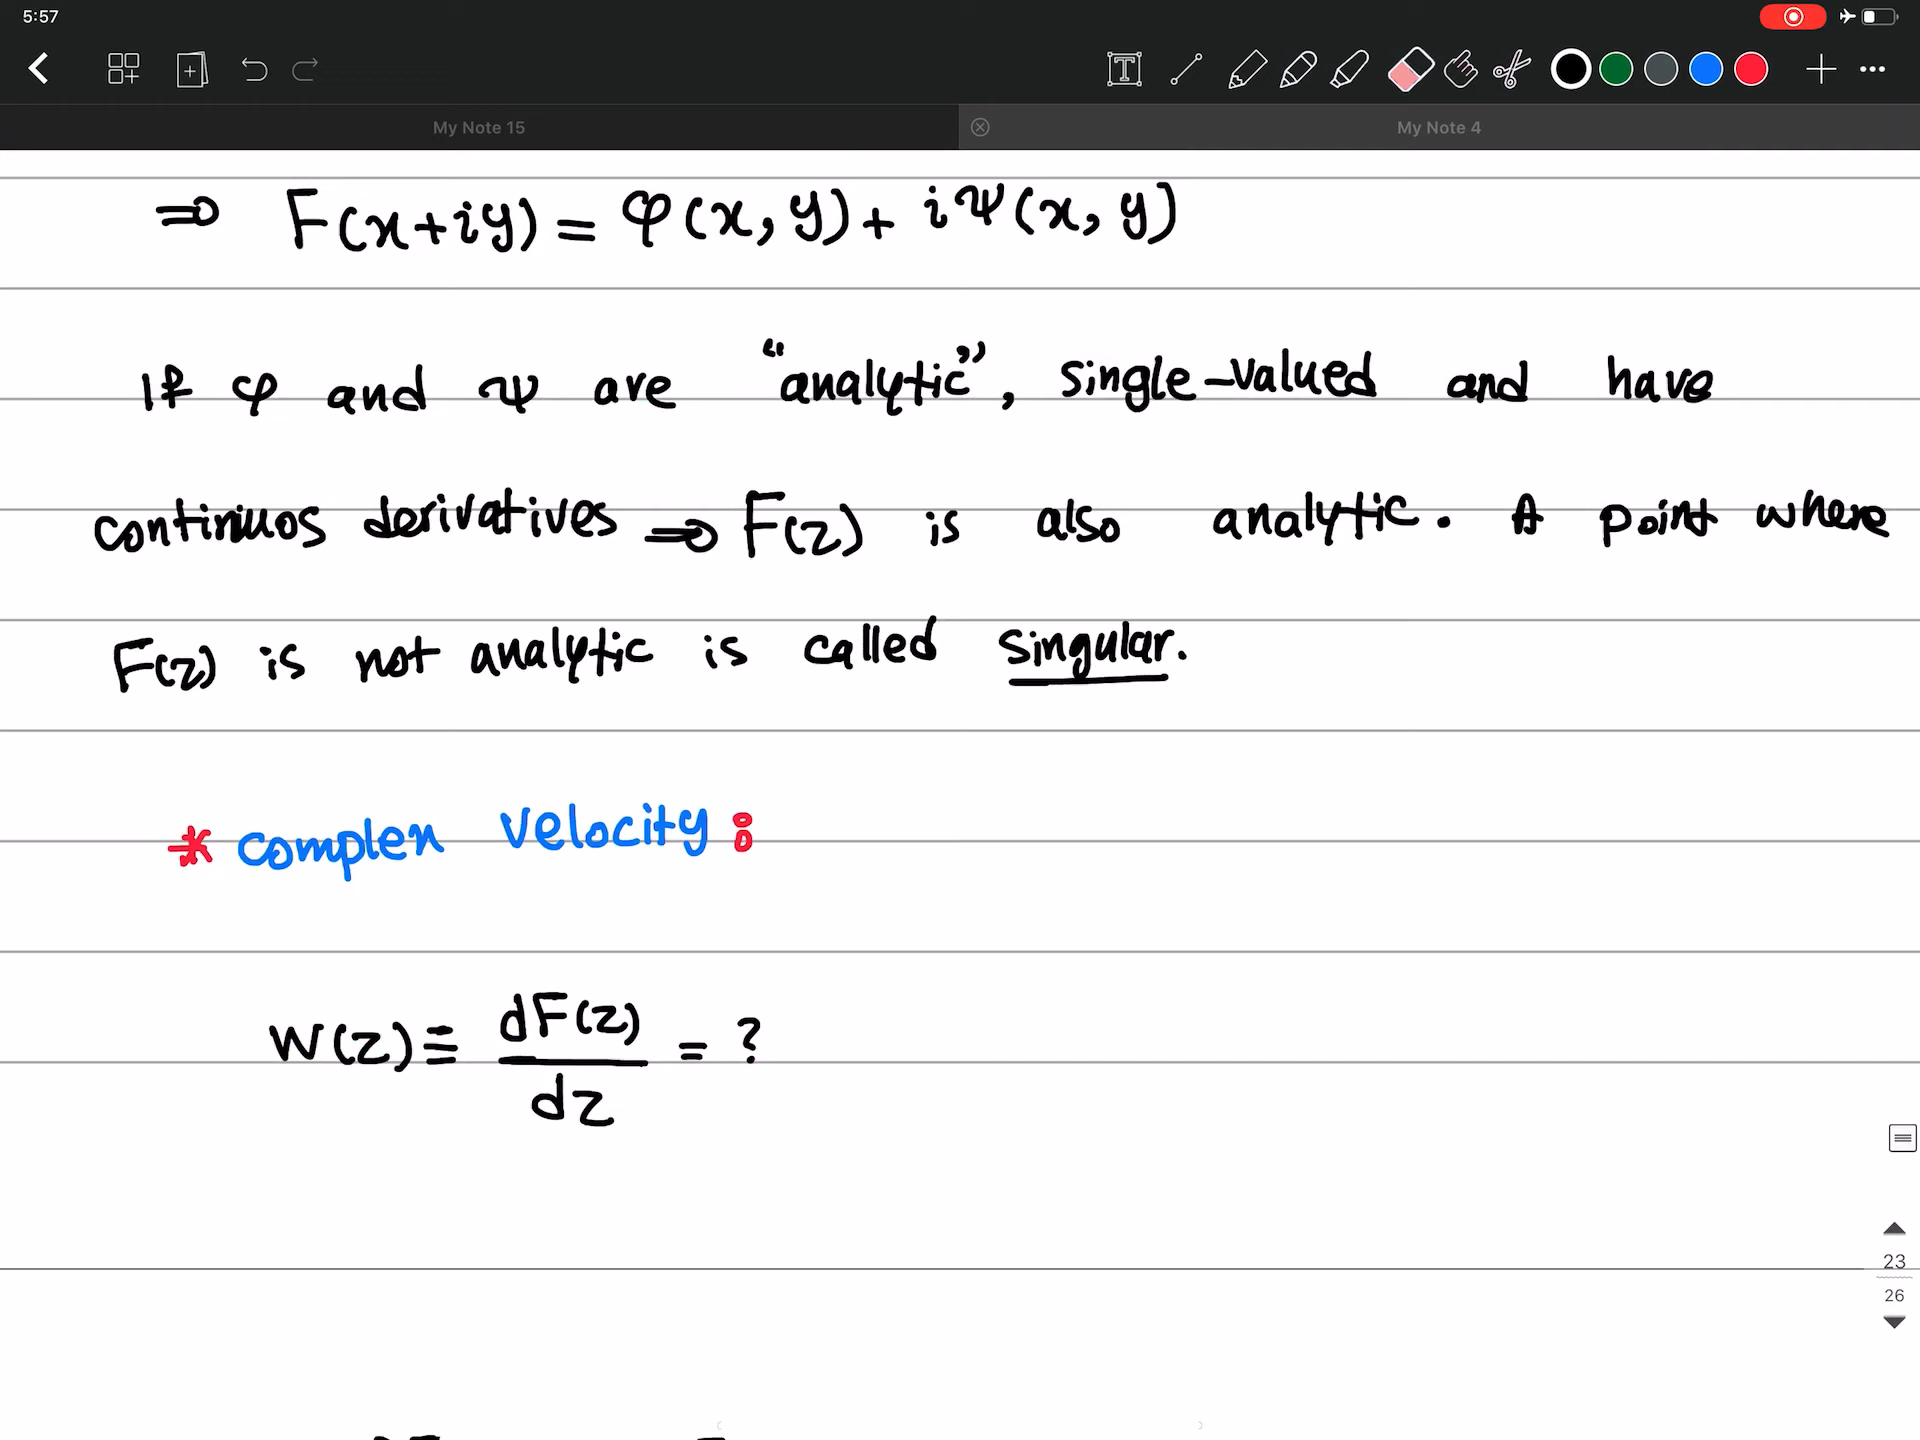 5:57
T
My Note 15
My Note 4
⇒ F(x+iy) = φ(x, y) + iψ(x, y)
If φ and ψ are "analytic", single-valued and have
continuos derivatives ⇒ F(z) is also analytic. A point where
F(z) is not analytic is called singular.
* complex velocity:
W(z) ≡ dF(z)/dz = ?
23
26